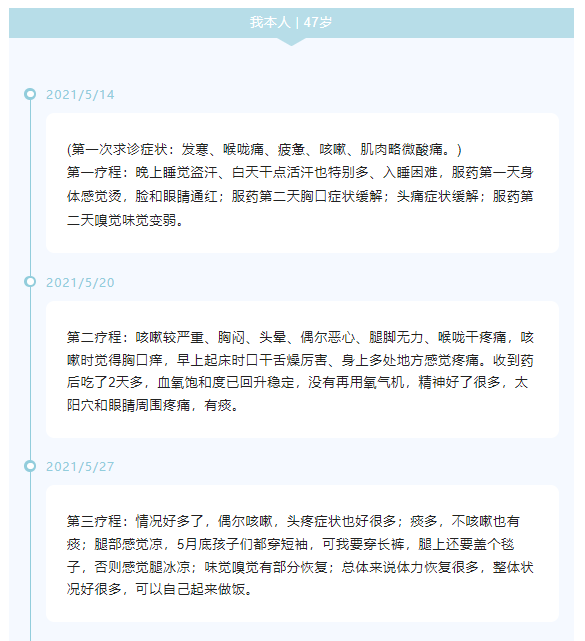 我本人 | 47岁
2021/5/14
(第一次求诊症状：发寒、喉咙痛、疲惫、咳嗽、肌肉略微酸痛。)
第一疗程：晚上睡觉盗汗、白天干点活汗也特别多、入睡困难，服药第一天身
体感觉烫，脸和眼睛通红；服药第二天胸口症状缓解；头痛症状缓解；服药第
二天嗅觉味觉变弱。
2021/5/20
第二疗程：咳嗽较严重、胸闷、头晕、偶尔恶心、腿脚无力、喉咙干疼痛，咳
嗽时觉得胸口痒，早上起床时口干舌燥厉害、身上多处地方感觉疼痛。收到药
后吃了2天多，血氧饱和度已回升稳定，没有再用氧气机，精神好了很多，太
阳穴和眼睛周围疼痛，有痰。
2021/5/27
第三疗程：情况好多了，偶尔咳嗽，头疼症状也好很多；痰多，不咳嗽也有
痰；腿部感觉凉，5月底孩子们都穿短袖，可我要穿长裤，腿上还要盖个毯
子，否则感觉腿冰凉；味觉嗅觉有部分恢复；总体来说体力恢复很多，整体状
况好很多，可以自己起来做饭。